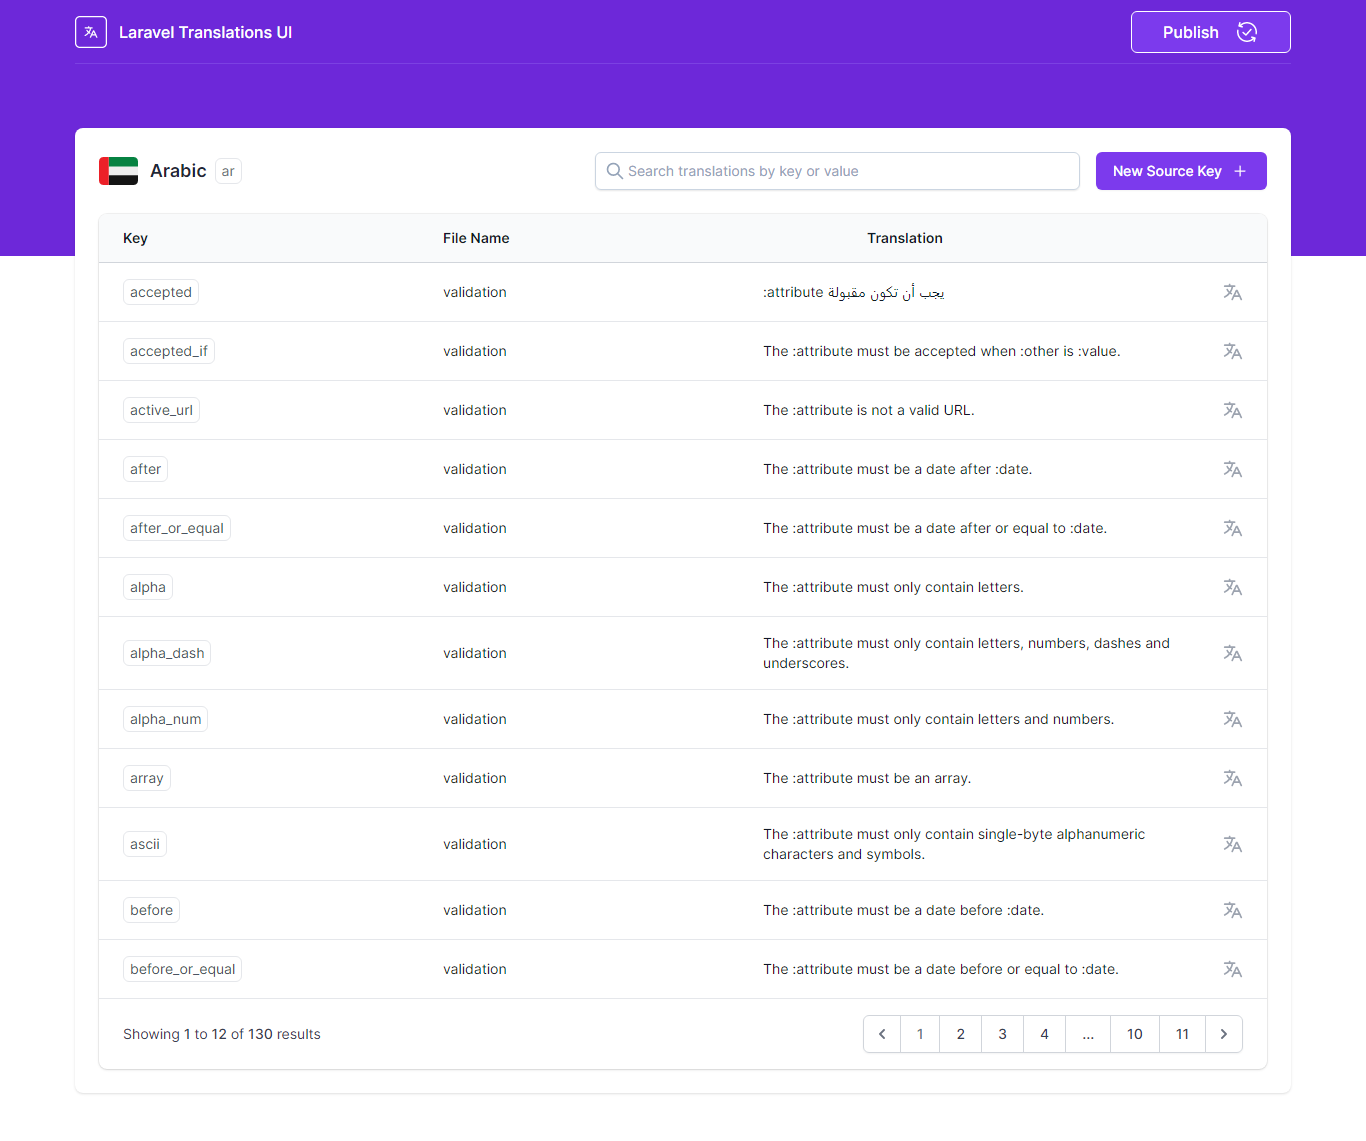 Laravel Translations UI
Publish
Arabic ar
Search translations by key or value
New Source Key
Key File Name Translation
accepted validation :attribute يجب أن تكون مقبولة
accepted_if validation The :attribute must be accepted when :other is :value.
active_url validation The :attribute is not a valid URL.
after validation The :attribute must be a date after :date.
after_or_equal validation The :attribute must be a date after or equal to :date.
alpha validation The :attribute must only contain letters.
alpha_dash validation The :attribute must only contain letters, numbers, dashes and
underscores.
alpha_num validation The :attribute must only contain letters and numbers.
array validation The :attribute must be an array.
ascii validation The :attribute must only contain single-byte alphanumeric
characters and symbols.
before validation The :attribute must be a date before :date.
before_or_equal validation The :attribute must be a date before or equal to :date.
Showing 1 to 12 of 130 results
1 2 3 4 ... 10 11